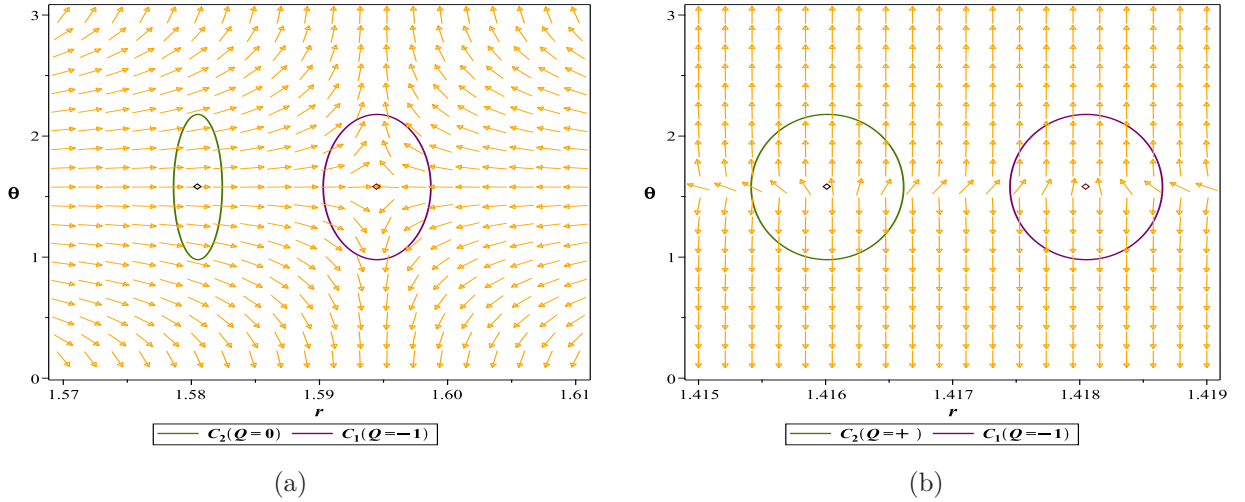 3
2
θ
1
0
1.57 1.58 1.59 1.60 1.61
r
C₂(Q=0) C₁(Q=−1)
(a)
3
2
θ
1
0
1.415 1.416 1.417 1.418 1.419
r
C₂(Q=+ ) C₁(Q=−1)
(b)